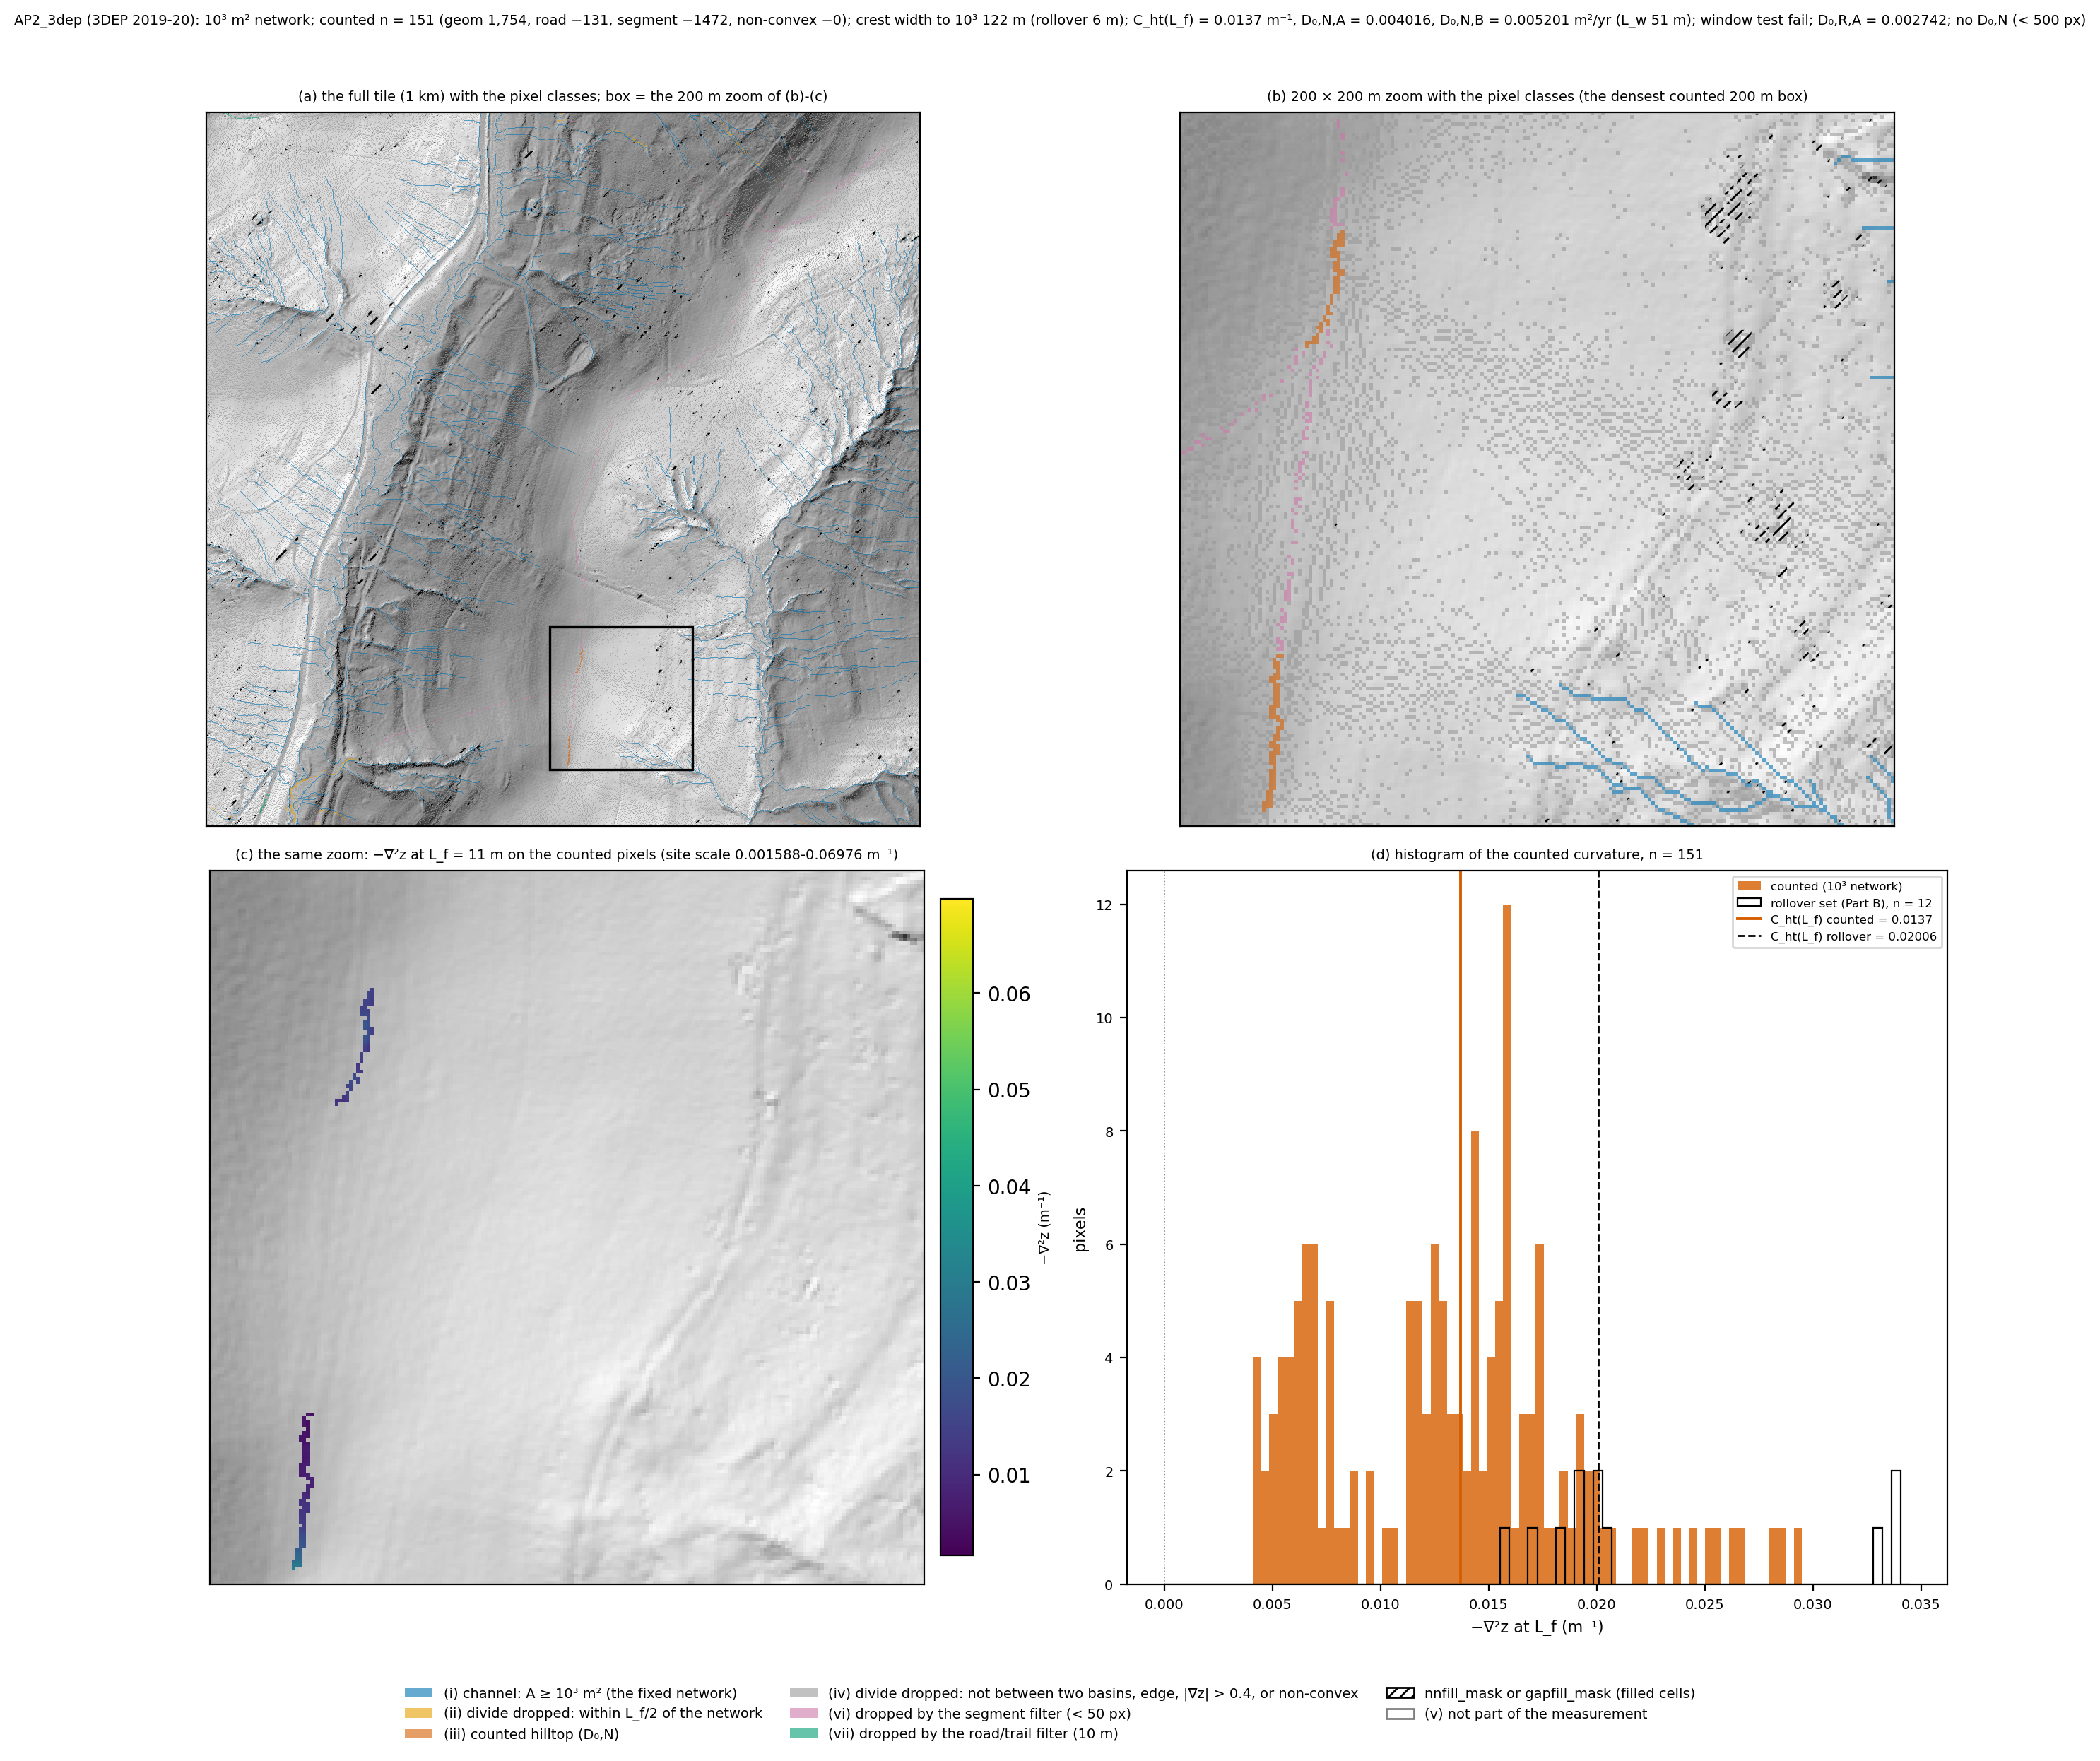 AP2_3dep (3DEP 2019-20): 10³ m² network; counted n = 151 (geom 1,754, road −131, segment −1472, non-convex −0); crest width to 10³ 122 m (rollover 6 m); C_ht(L_f) = 0.0137 m⁻¹, D₀,N,A = 0.004016, D₀,N,B = 0.005201 m²/yr (L_w 51 m); window test fail; D₀,R,A = 0.002742; no D₀,N (< 500 px)
(a) the full tile (1 km) with the pixel classes; box = the 200 m zoom of (b)-(c)
(b) 200 × 200 m zoom with the pixel classes (the densest counted 200 m box)
(c) the same zoom: −∇²z at L_f = 11 m on the counted pixels (site scale 0.001588-0.06976 m⁻¹)
0.06
0.05
0.04
0.03
0.02
0.01
−∇²z (m⁻¹)
(d) histogram of the counted curvature, n = 151
counted (10³ network)
rollover set (Part B), n = 12
C_ht(L_f) counted = 0.0137
C_ht(L_f) rollover = 0.02006
12
10
8
6
4
2
0
pixels
0.000
0.005
0.010
0.015
0.020
0.025
0.030
0.035
−∇²z at L_f (m⁻¹)
(i) channel: A ≥ 10³ m² (the fixed network)
(ii) divide dropped: within L_f/2 of the network
(iii) counted hilltop (D₀,N)
(iv) divide dropped: not between two basins, edge, |∇z| > 0.4, or non-convex
(vi) dropped by the segment filter (< 50 px)
(vii) dropped by the road/trail filter (10 m)
nnfill_mask or gapfill_mask (filled cells)
(v) not part of the measurement